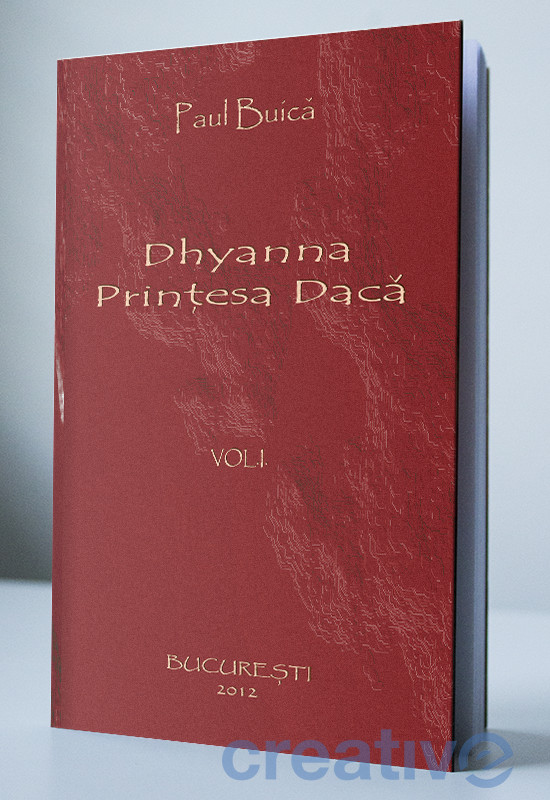 Paul Buică
Dhyanna
Prințesa Dacă
VOL.I.
BUCUREȘTI
2012
creative